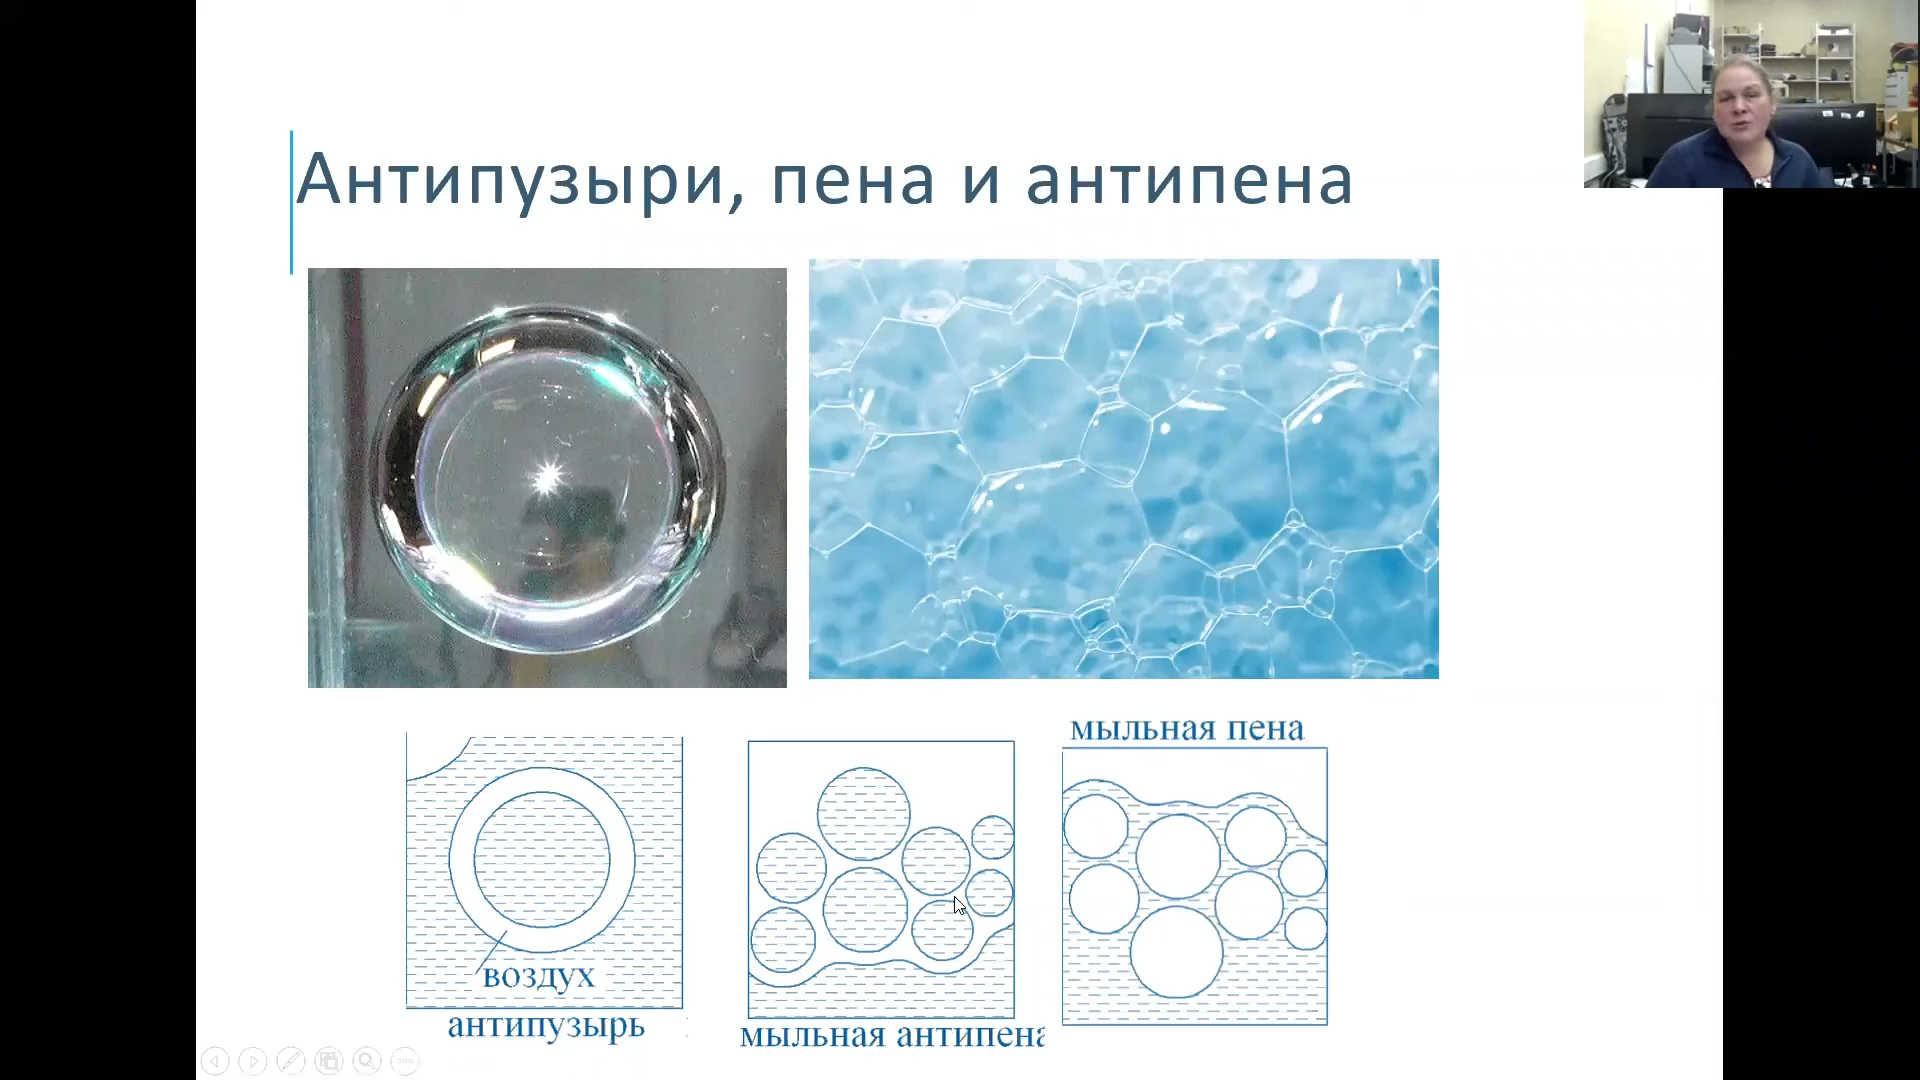 Антипузыри, пена и антипена
мыльная пена
воздух
антипузырь
мыльная антипена